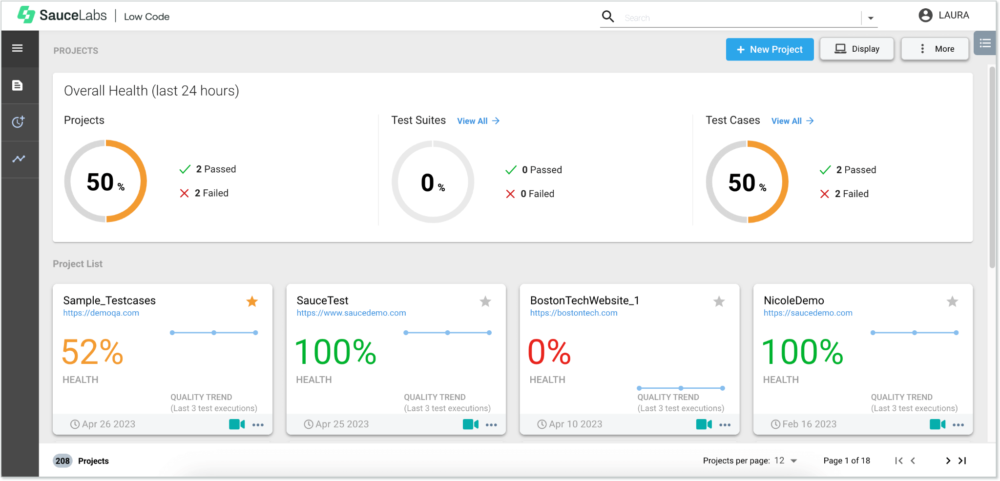 SauceLabs | Low Code
Search
LAURA
PROJECTS
+ New Project
Display
More
Overall Health (last 24 hours)
Projects
50 %
2 Passed
2 Failed
Test Suites View All →
0 %
0 Passed
0 Failed
Test Cases View All →
50 %
2 Passed
2 Failed
Project List
Sample_Testcases
https://demoqa.com
52%
HEALTH
QUALITY TREND
(Last 3 test executions)
Apr 26 2023
SauceTest
https://www.saucedemo.com
100%
HEALTH
QUALITY TREND
(Last 3 test executions)
Apr 25 2023
BostonTechWebsite_1
https://bostontech.com
0%
HEALTH
QUALITY TREND
(Last 3 test executions)
Apr 10 2023
NicoleDemo
https://saucedemo.com
100%
HEALTH
QUALITY TREND
(Last 3 test executions)
Feb 16 2023
208 Projects
Projects per page: 12
Page 1 of 18